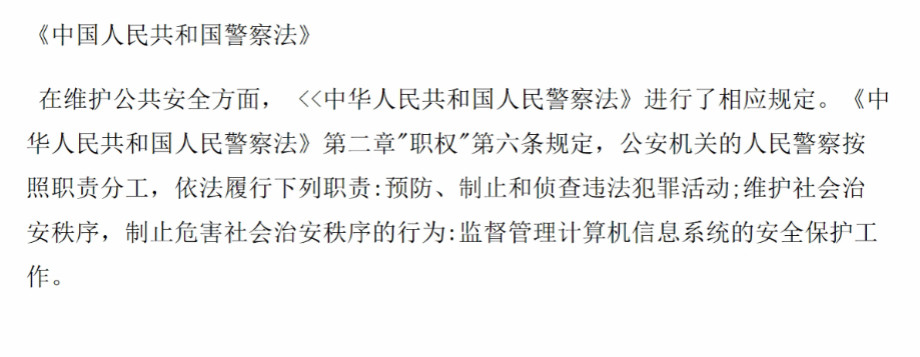 《中国人民共和国警察法》
在维护公共安全方面， <<中华人民共和国人民警察法》进行了相应规定。《中
华人民共和国人民警察法》第二章"职权"第六条规定，公安机关的人民警察按
照职责分工，依法履行下列职责:预防、制止和侦查违法犯罪活动;维护社会治
安秩序，制止危害社会治安秩序的行为:监督管理计算机信息系统的安全保护工
作。